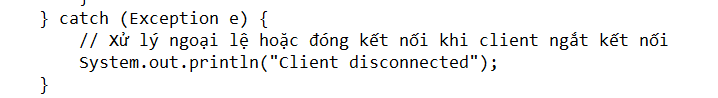 } catch (Exception e) {
// Xử lý ngoại lệ hoặc đóng kết nối khi client ngắt kết nối
System.out.println("Client disconnected");
}